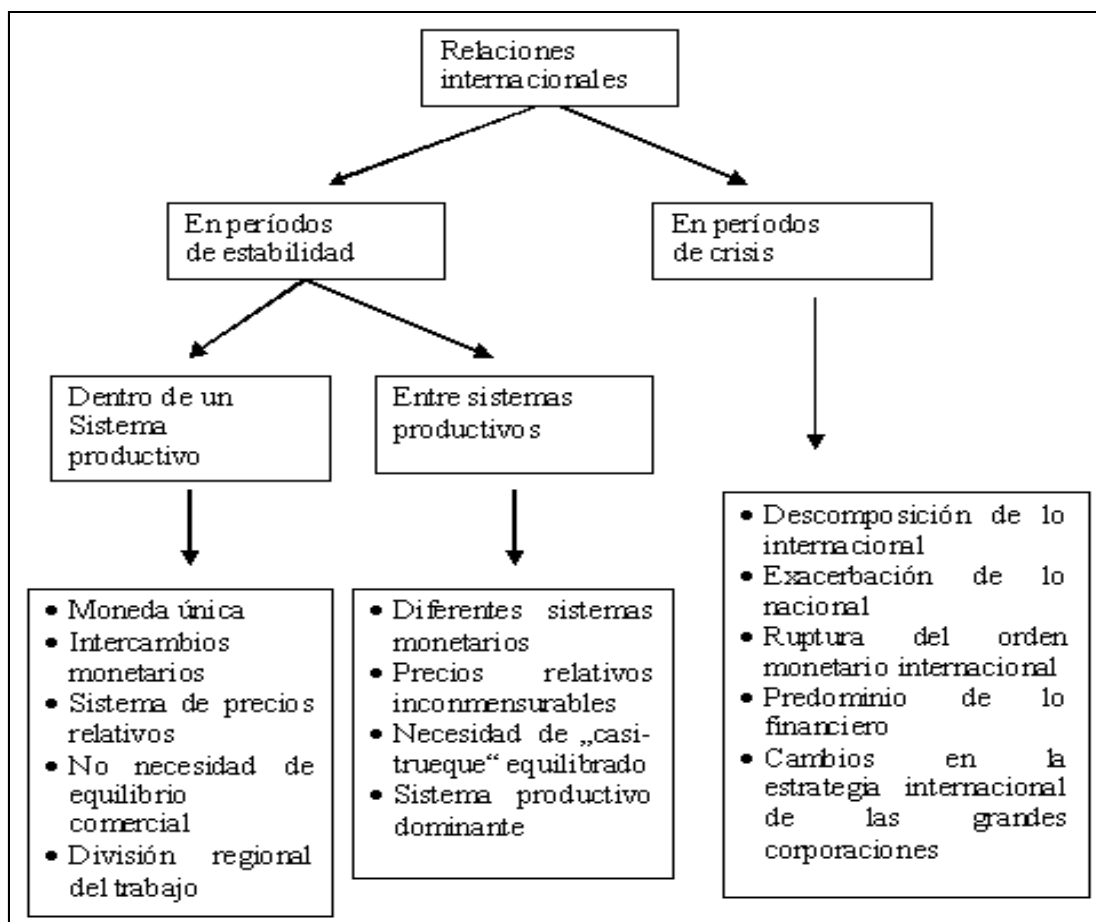 Relaciones
internacionales
En períodos
de estabilidad
En períodos
de crisis
Dentro de un
Sistema
productivo
Entre sistemas
productivos
• Moneda única
• Intercambios
monetarios
• Sistema de precios
relativos
• No necesidad de
equilibrio
comercial
• División regional
del trabajo
• Diferentes sistemas
monetarios
• Precios relativos
inconmensurables
• Necesidad de „casi-
trueque“ equilibrado
• Sistema productivo
dominante
• Descomposición de lo
internacional
• Exacerbación de lo
nacional
• Ruptura del orden
monetario internacional
• Predominio de lo
financiero
• Cambios en la
estrategia internacional
de las grandes
corporaciones